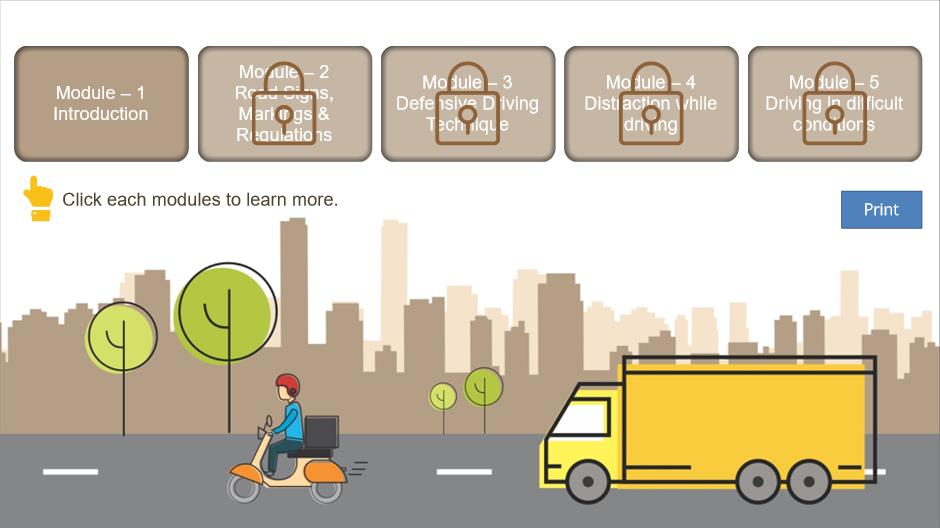 Module – 1
Introduction
Module – 2
Road Signs,
Markings &
Regulations
Module – 3
Defensive Driving
Technique
Module – 4
Distraction while
driving
Module – 5
Driving in difficult
conditions
Click each modules to learn more.
Print